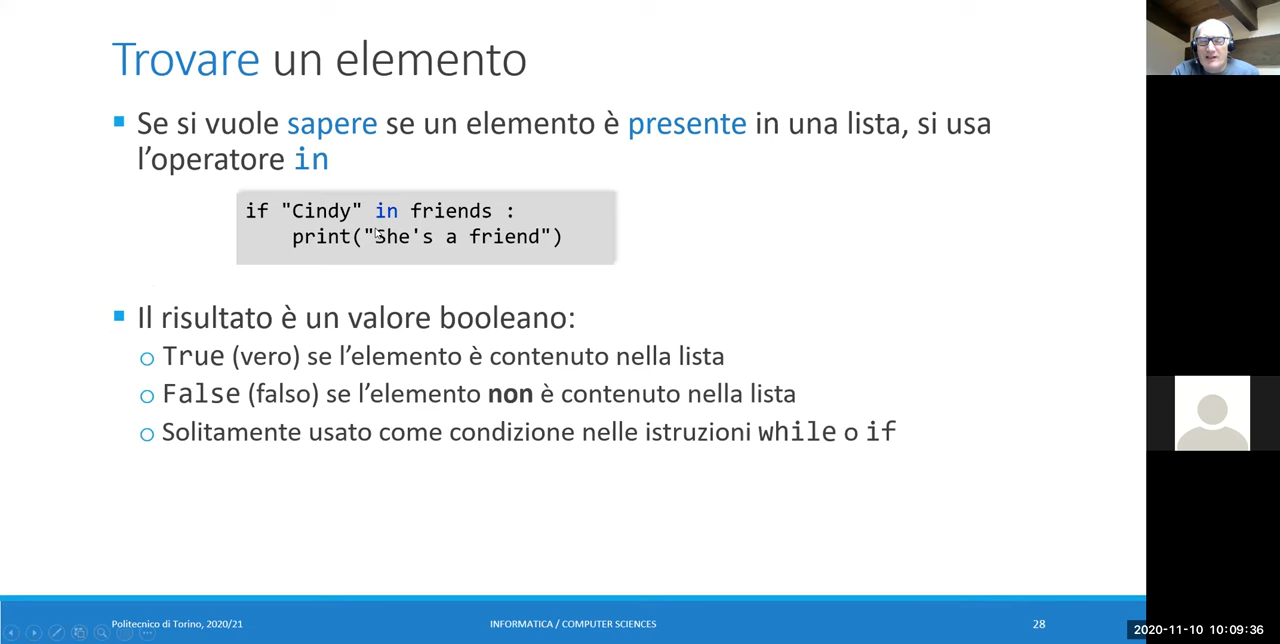 Trovare un elemento
Se si vuole sapere se un elemento è presente in una lista, si usa
l’operatore in
if "Cindy" in friends :
print("She's a friend")
Il risultato è un valore booleano:
True (vero) se l’elemento è contenuto nella lista
False (falso) se l’elemento non è contenuto nella lista
Solitamente usato come condizione nelle istruzioni while o if
Politecnico di Torino, 2020/21
INFORMATICA / COMPUTER SCIENCES
28
2020-11-10 10:09:36